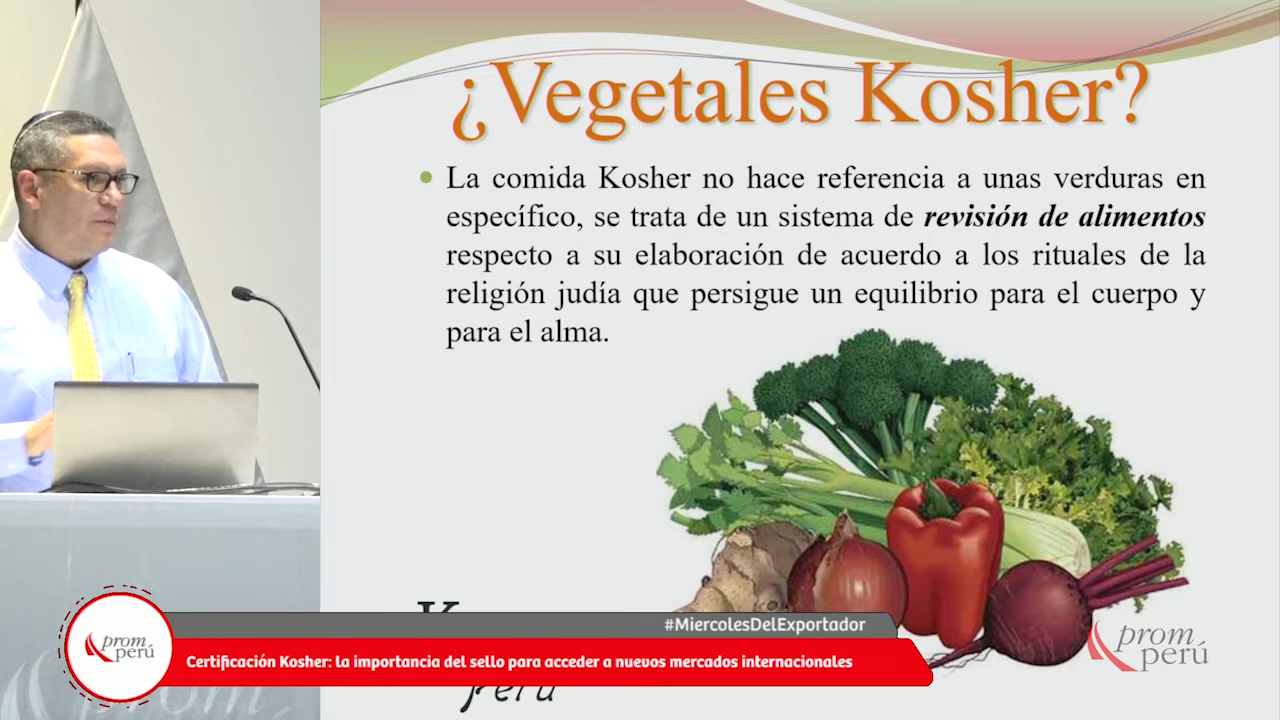 ¿Vegetales Kosher?
La comida Kosher no hace referencia a unas verduras en
específico, se trata de un sistema de revisión de alimentos
respecto a su elaboración de acuerdo a los rituales de la
religión judía que persigue un equilibrio para el cuerpo y
para el alma.
#MiercolesDelExportador
prom
perú
Certificación Kosher: la importancia del sello para acceder a nuevos mercados internacionales
prom
perú
perú
prom